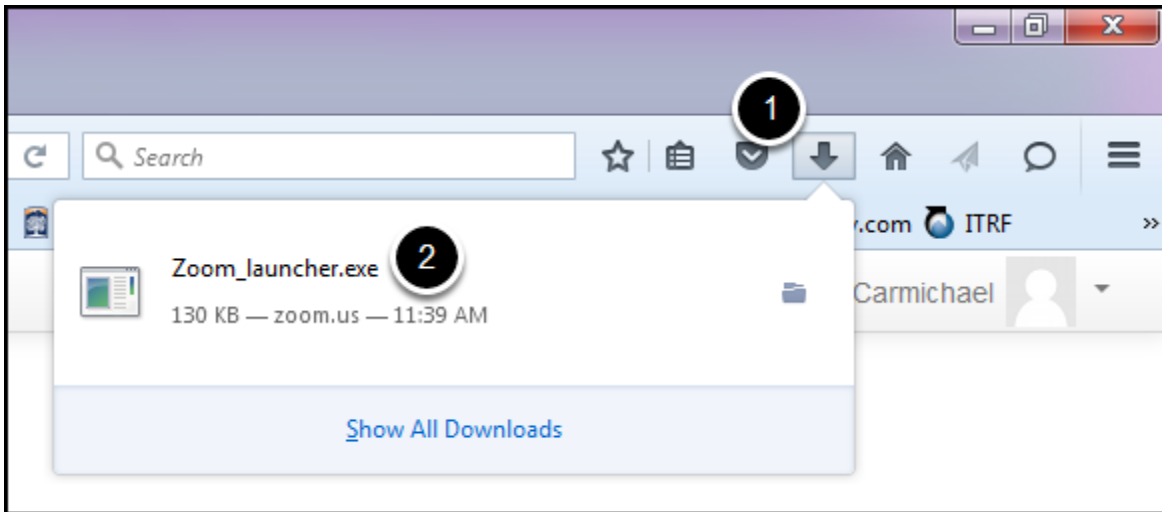 1
Search
.com ITRF »
Zoom_launcher.exe 2
130 KB — zoom.us — 11:39 AM
Carmichael
Show All Downloads